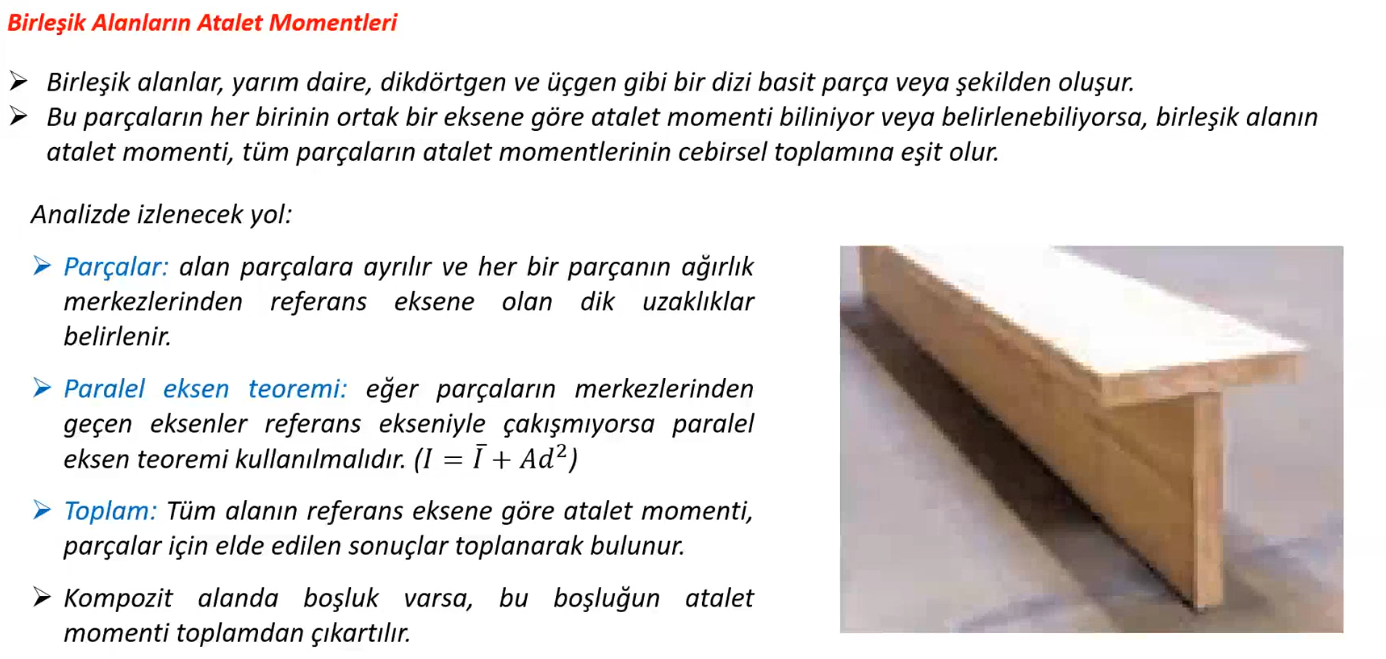 Birleşik Alanların Atalet Momentleri
➤ Birleşik alanlar, yarım daire, dikdörtgen ve üçgen gibi bir dizi basit parça veya şekilden oluşur.
➤ Bu parçaların her birinin ortak bir eksene göre atalet momenti biliniyor veya belirlenebiliyorsa, birleşik alanın
atalet momenti, tüm parçaların atalet momentlerinin cebirsel toplamına eşit olur.
Analizde izlenecek yol:
➤ Parçalar: alan parçalara ayrılır ve her bir parçanın ağırlık
merkezlerinden referans eksene olan dik uzaklıklar
belirlenir.
➤ Paralel eksen teoremi: eğer parçaların merkezlerinden
geçen eksenler referans ekseniyle çakışmıyorsa paralel
eksen teoremi kullanılmalıdır. (I = Ī + Ad²)
➤ Toplam: Tüm alanın referans eksene göre atalet momenti,
parçalar için elde edilen sonuçlar toplanarak bulunur.
➤ Kompozit alanda boşluk varsa, bu boşluğun atalet
momenti toplamdan çıkartılır.